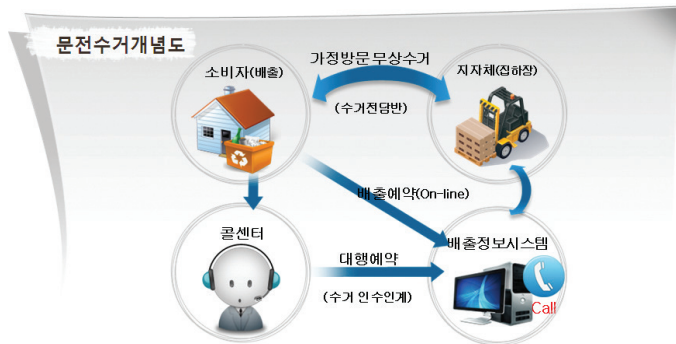 문전수거개념도
소비자(배출)
가정방문 무상수거
지자체(집하장)
(수거전담반)
배출예약(On-line)
콜센터
대행예약
배출정보시스템
(수거 인수인계)
Call